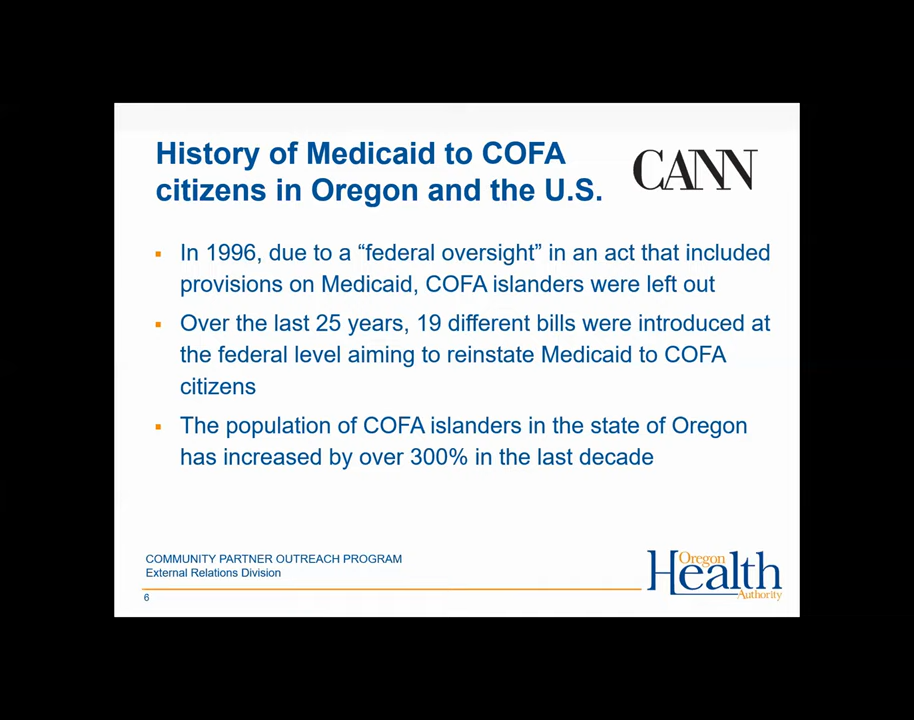 History of Medicaid to COFA
citizens in Oregon and the U.S.
CANN
▪ In 1996, due to a “federal oversight” in an act that included
provisions on Medicaid, COFA islanders were left out
▪ Over the last 25 years, 19 different bills were introduced at
the federal level aiming to reinstate Medicaid to COFA
citizens
▪ The population of COFA islanders in the state of Oregon
has increased by over 300% in the last decade
COMMUNITY PARTNER OUTREACH PROGRAM
External Relations Division
6
Oregon
Health
Authority